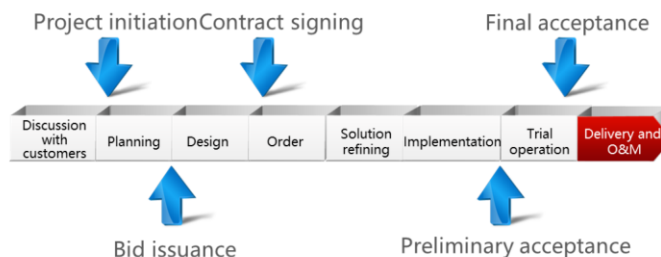 Project initiation
Contract signing
Final acceptance
Discussion
with
customers
Planning
Design
Order
Solution
refining
Implementation
Trial
operation
Delivery and
O&M
Bid issuance
Preliminary acceptance